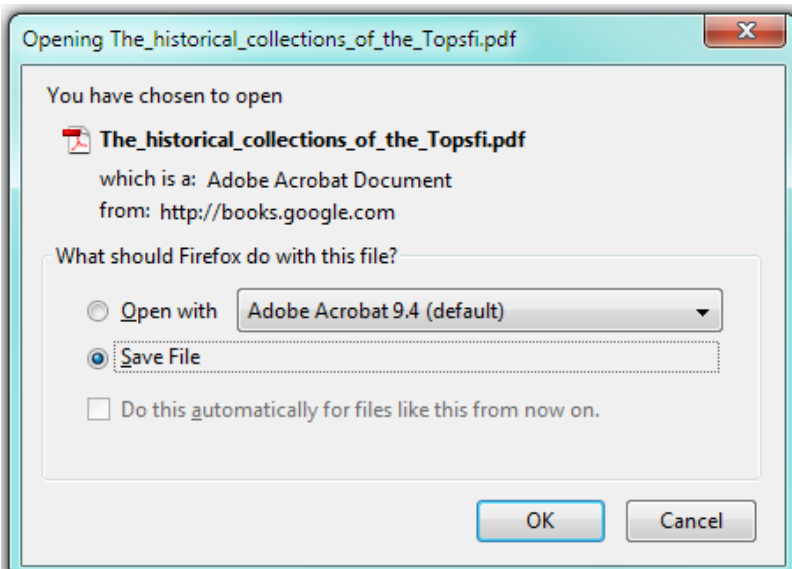 Opening The_historical_collections_of_the_Topsfi.pdf
You have chosen to open
The_historical_collections_of_the_Topsfi.pdf
which is a: Adobe Acrobat Document
from: http://books.google.com
What should Firefox do with this file?
Open with Adobe Acrobat 9.4 (default)
Save File
Do this automatically for files like this from now on.
OK Cancel